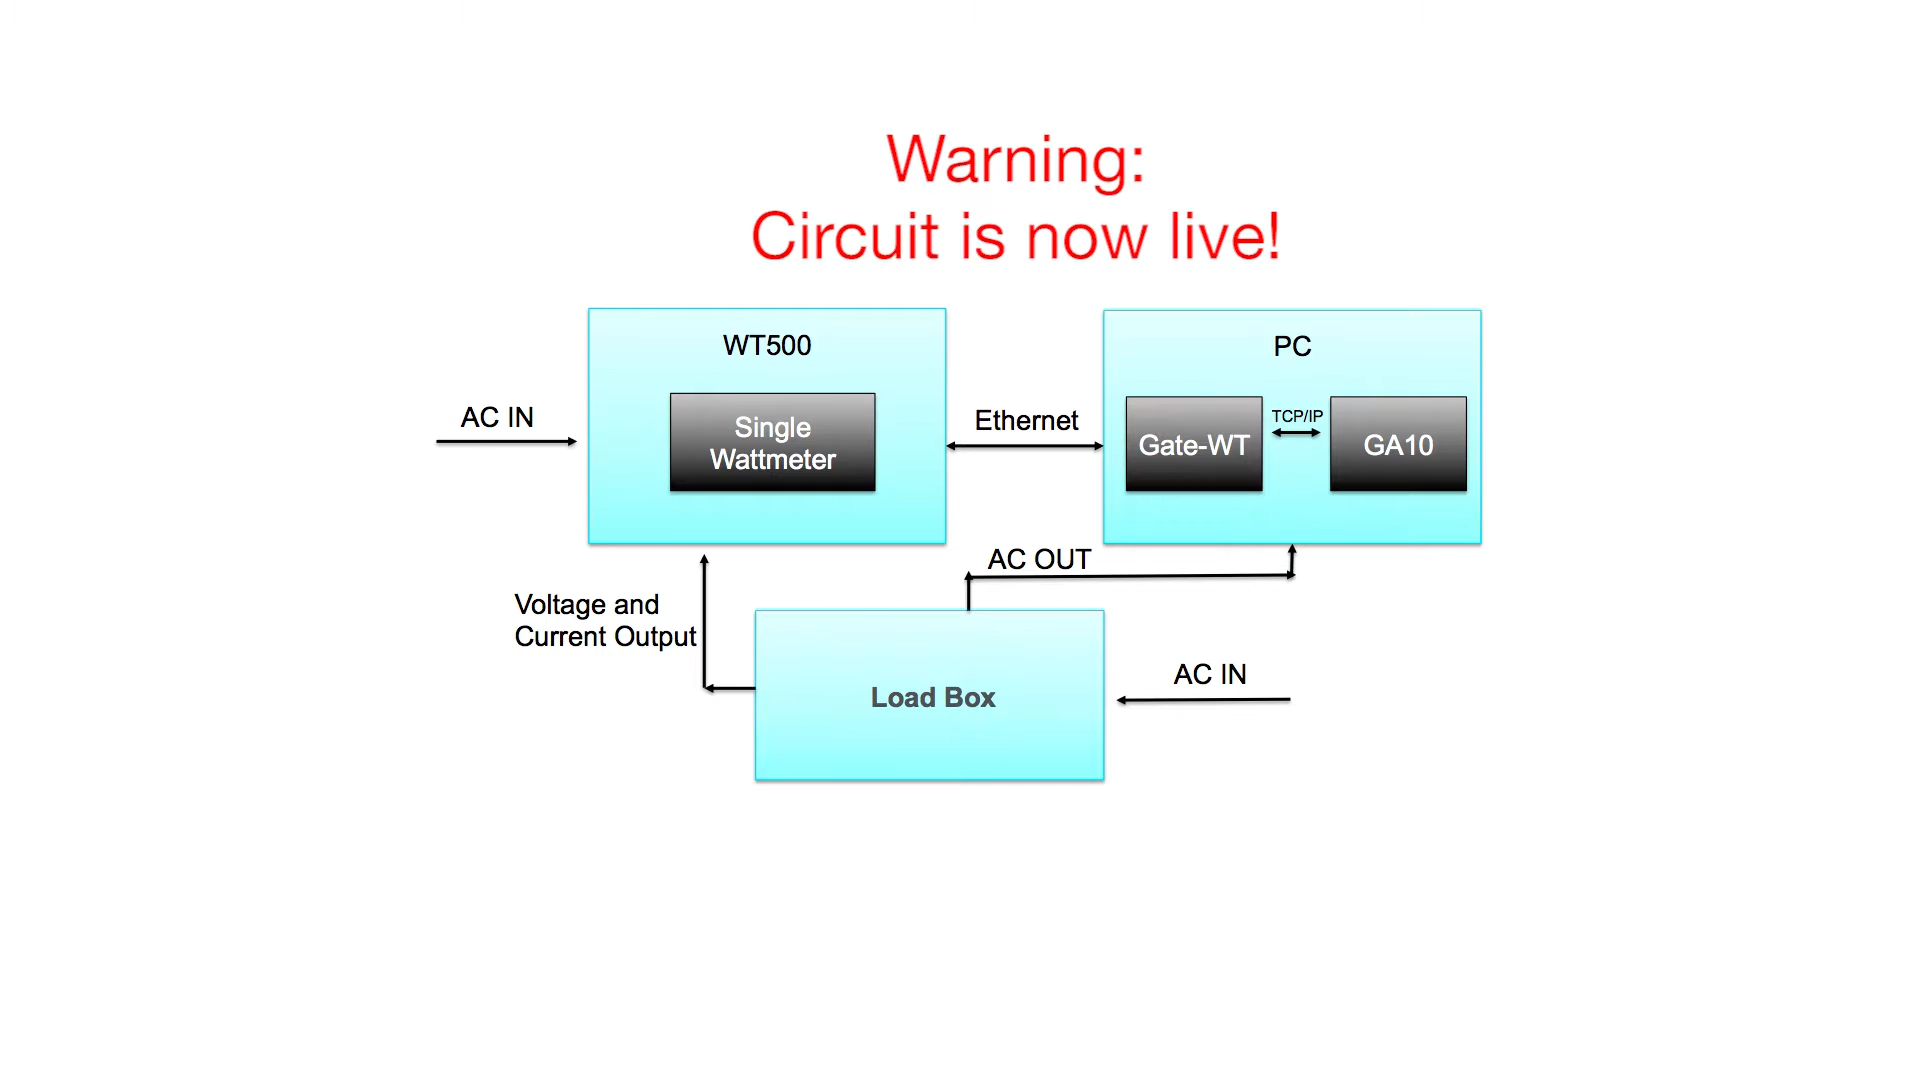 Warning:
Circuit is now live!
WT500
PC
AC IN
Single
Wattmeter
Ethernet
Gate-WT
TCP/IP
GA10
AC OUT
Voltage and
Current Output
Load Box
AC IN